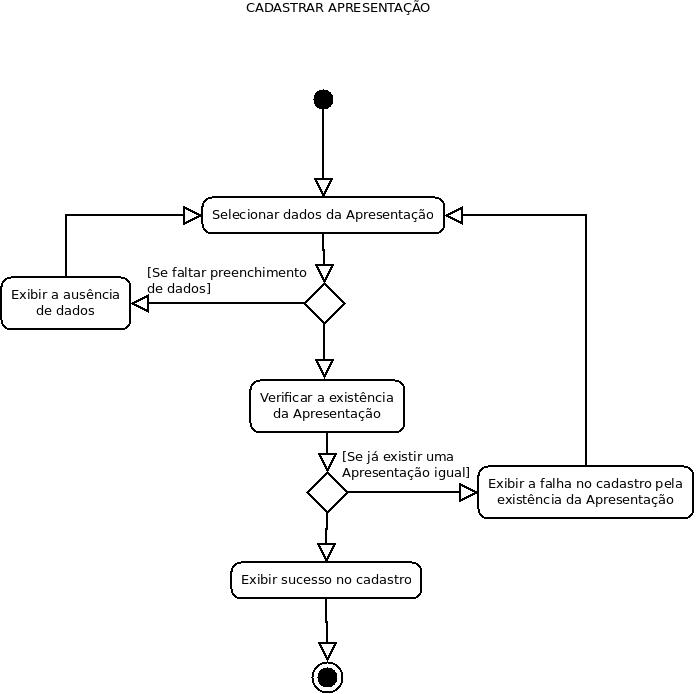 CADASTRAR APRESENTAÇÃO
Selecionar dados da Apresentação
[Se faltar preenchimento
de dados]
Exibir a ausência
de dados
Verificar a existência
da Apresentação
[Se já existir uma
Apresentação igual]
Exibir a falha no cadastro pela
existência da Apresentação
Exibir sucesso no cadastro